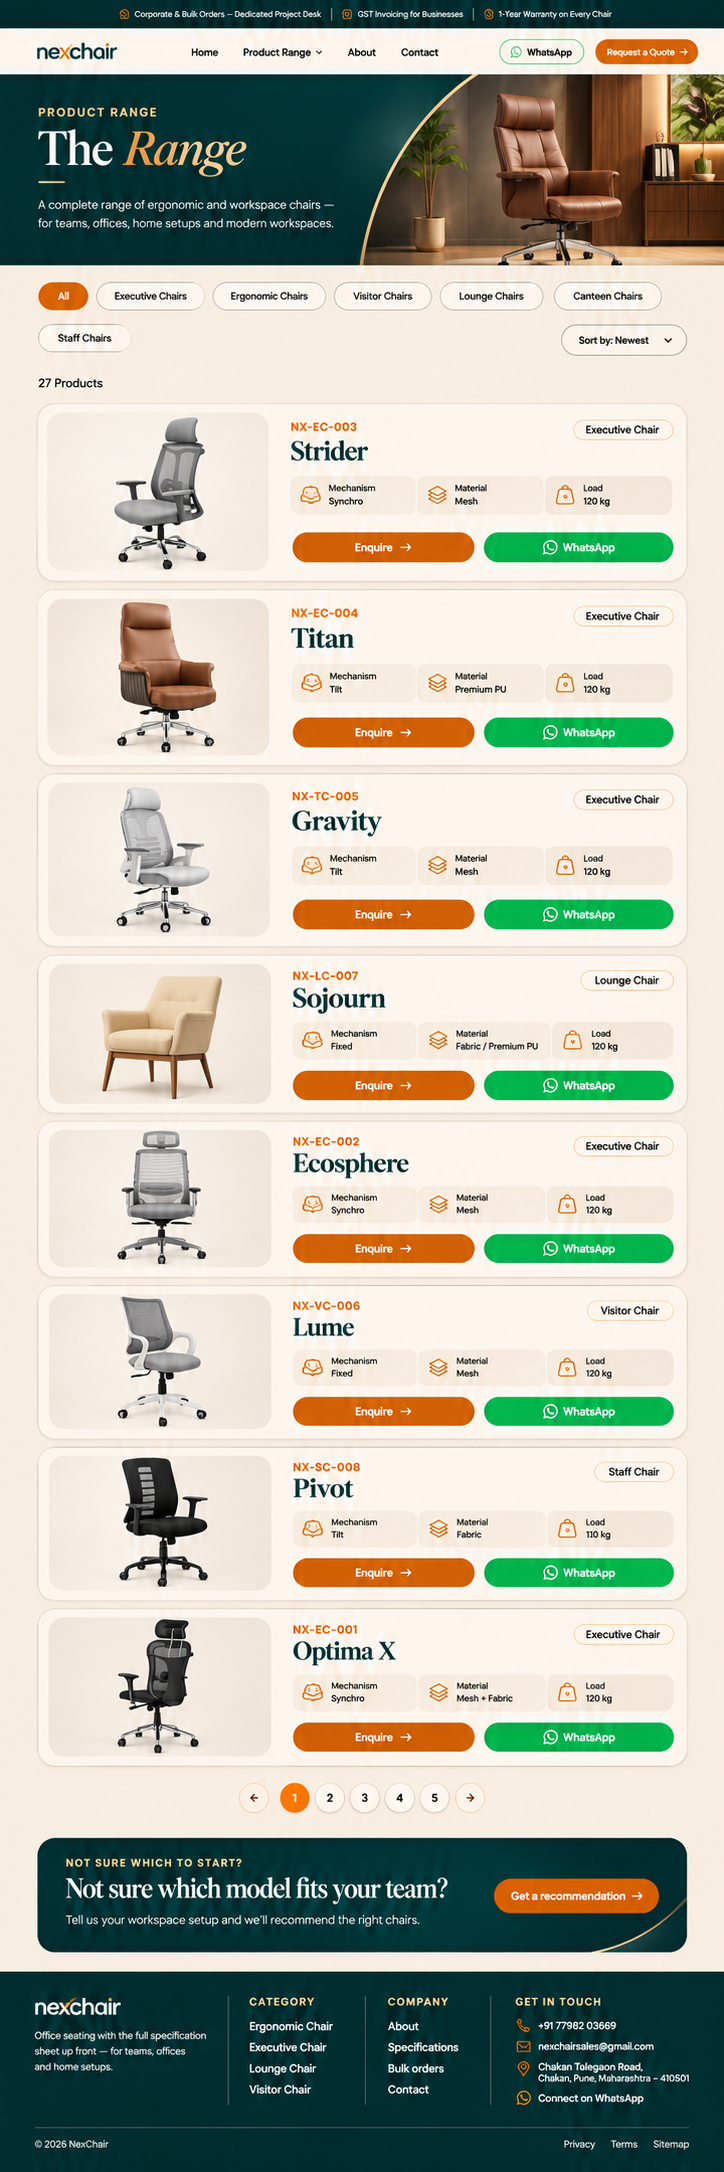 Corporate & Bulk Orders — Dedicated Project Desk
GST Invoicing for Businesses
1-Year Warranty on Every Chair
nexchair
Home
Product Range
About
Contact
WhatsApp
Request a Quote →
PRODUCT RANGE
The Range
A complete range of ergonomic and workspace chairs —
for teams, offices, home setups and modern workspaces.
All
Executive Chairs
Ergonomic Chairs
Visitor Chairs
Lounge Chairs
Canteen Chairs
Staff Chairs
Sort by: Newest
27 Products
NX-EC-003
Executive Chair
Strider
Mechanism
Synchro
Material
Mesh
Load
120 kg
Enquire →
WhatsApp
NX-EC-004
Executive Chair
Titan
Mechanism
Tilt
Material
Premium PU
Load
120 kg
Enquire →
WhatsApp
NX-TC-005
Executive Chair
Gravity
Mechanism
Tilt
Material
Mesh
Load
120 kg
Enquire →
WhatsApp
NX-LC-007
Lounge Chair
Sojourn
Mechanism
Fixed
Material
Fabric / Premium PU
Load
120 kg
Enquire →
WhatsApp
NX-EC-002
Executive Chair
Ecosphere
Mechanism
Synchro
Material
Mesh
Load
120 kg
Enquire →
WhatsApp
NX-VC-006
Visitor Chair
Lume
Mechanism
Fixed
Material
Mesh
Load
120 kg
Enquire →
WhatsApp
NX-SC-008
Staff Chair
Pivot
Mechanism
Tilt
Material
Fabric
Load
110 kg
Enquire →
WhatsApp
NX-EC-001
Executive Chair
Optima X
Mechanism
Synchro
Material
Mesh + Fabric
Load
120 kg
Enquire →
WhatsApp
← 1 2 3 4 5 →
NOT SURE WHICH TO START?
Not sure which model fits your team?
Tell us your workspace setup and we'll recommend the right chairs.
Get a recommendation →
nexchair
Office seating with the full specification
sheet up front — for teams, offices
and home setups.
CATEGORY
Ergonomic Chair
Executive Chair
Lounge Chair
Visitor Chair
COMPANY
About
Specifications
Bulk orders
Contact
GET IN TOUCH
+91 77982 03669
nexchairsales@gmail.com
Chakan Talegaon Road,
Chakan, Pune, Maharashtra – 410501
Connect on WhatsApp
© 2026 NexChair
Privacy
Terms
Sitemap